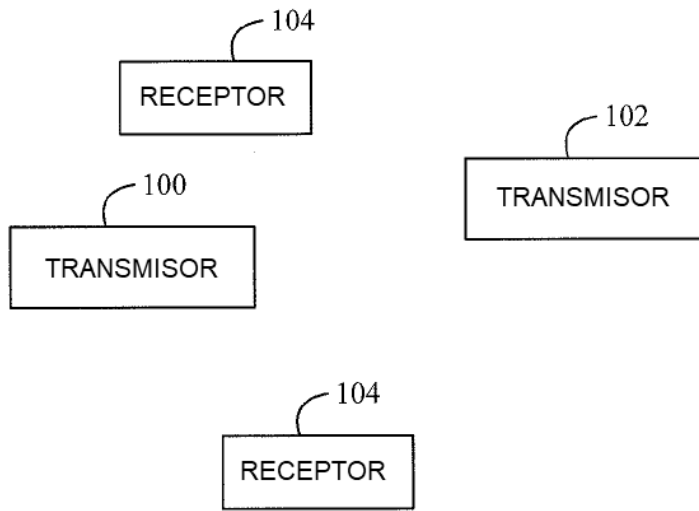 104
RECEPTOR
102
TRANSMISOR
100
TRANSMISOR
104
RECEPTOR